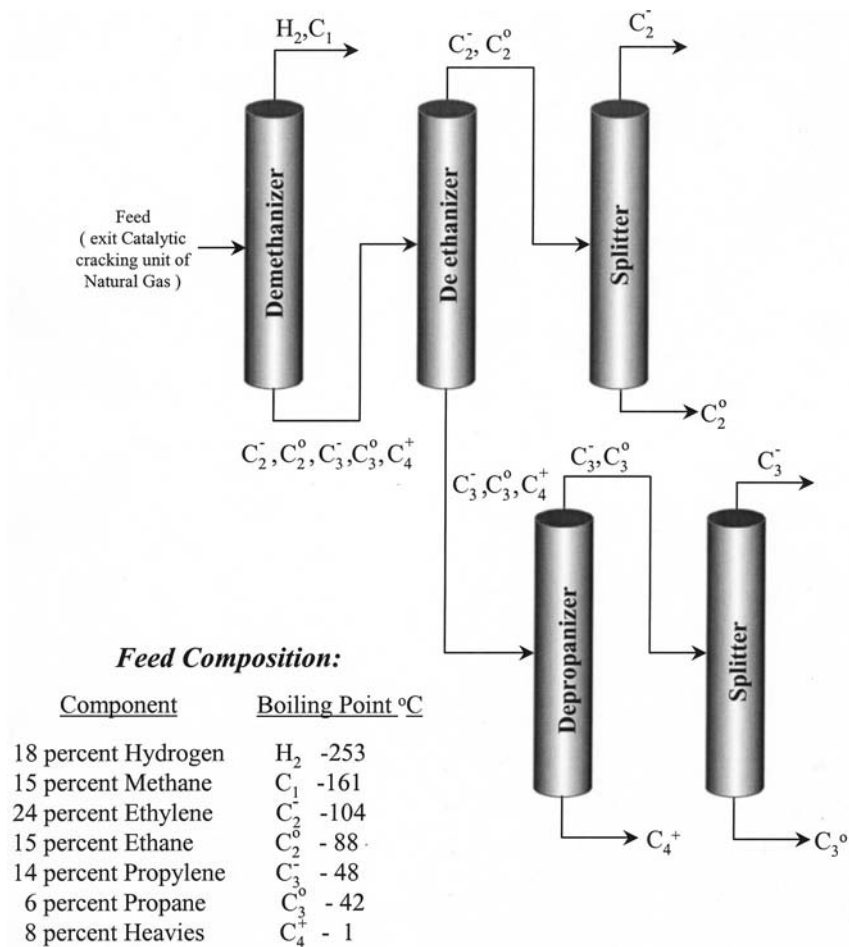 H₂,C₁
C₂⁻, C₂ᵒ
C₂⁻
Demethanizer
De ethanizer
Splitter
Feed
( exit Catalytic
cracking unit of
Natural Gas )
C₂ᵒ
C₂⁻,C₂ᵒ,C₃⁻,C₃ᵒ,C₄⁺
C₃⁻,C₃ᵒ,C₄⁺
C₃⁻,C₃ᵒ
C₃⁻
Depropanizer
Splitter
C₄⁺
C₃ᵒ
Feed Composition:
Component Boiling Point ᵒC
18 percent Hydrogen H₂ -253
15 percent Methane C₁ -161
24 percent Ethylene C₂⁻ -104
15 percent Ethane C₂ᵒ - 88
14 percent Propylene C₃⁻ - 48
6 percent Propane C₃ᵒ - 42
8 percent Heavies C₄⁺ - 1